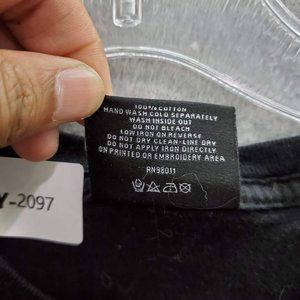 100% COTTON
HAND WASH COLD SEPARATELY
WASH INSIDE OUT
DO NOT BLEACH
LOW IRON ON REVERSE
DO NOT DRY CLEAN-LINE DRY
DO NOT APPLY IRON DIRECTLY
ON PRINTED OR EMBROIDERY AREA
RN98011
Y-2097